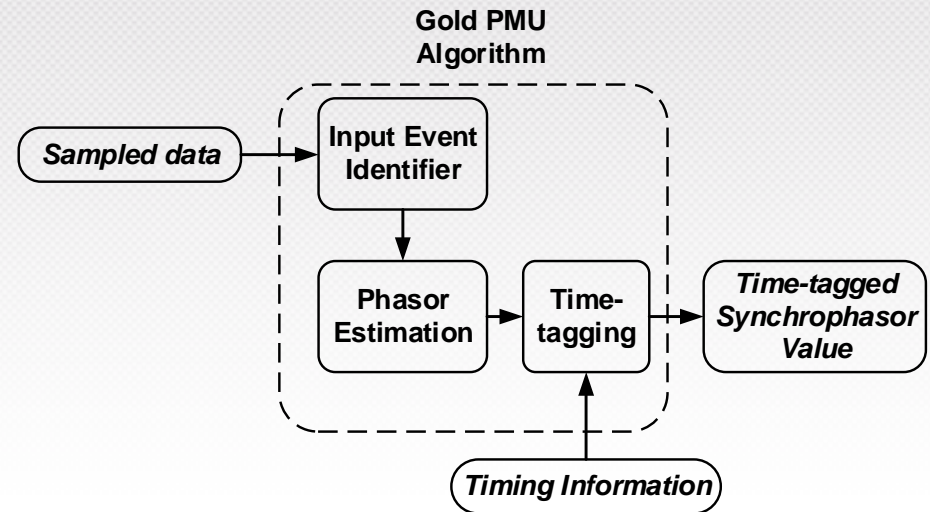 Gold PMU
Algorithm
Sampled data
Input Event
Identifier
Phasor
Estimation
Time-
tagging
Time-tagged
Synchrophasor
Value
Timing Information